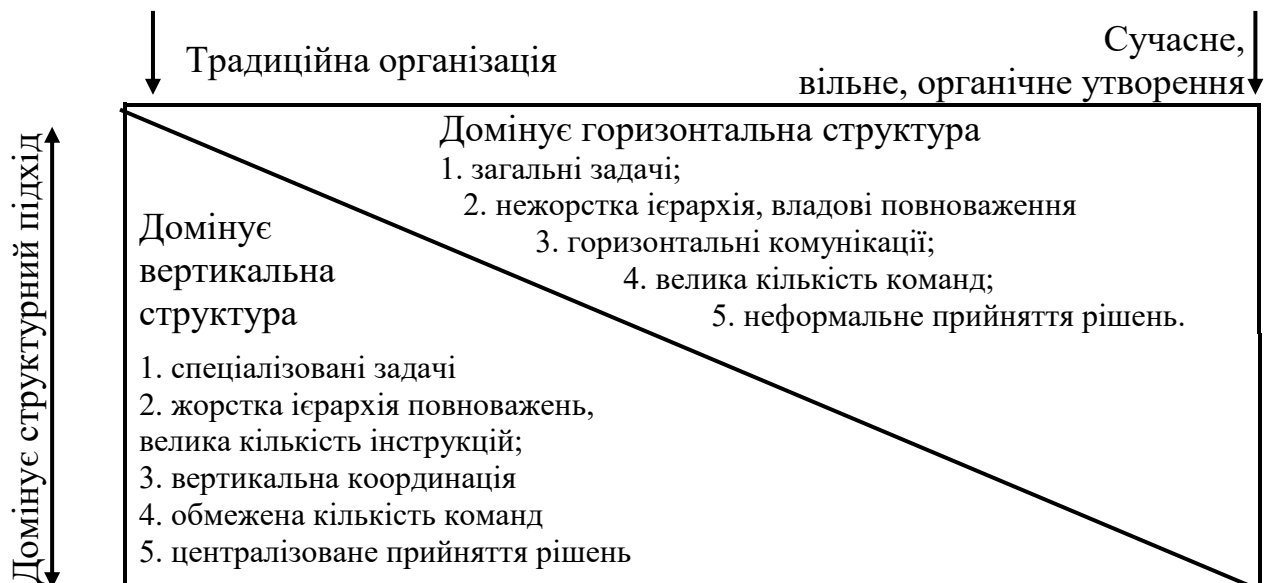 Традиційна організація
Сучасне,
вільне, органічне утворення
Домінує структурний підхід
Домінує горизонтальна структура
1. загальні задачі;
2. нежорстка ієрархія, владові повноваження
3. горизонтальні комунікації;
4. велика кількість команд;
5. неформальне прийняття рішень.
Домінує
вертикальна
структура
1. спеціалізовані задачі
2. жорстка ієрархія повноважень,
велика кількість інструкцій;
3. вертикальна координація
4. обмежена кількість команд
5. централізоване прийняття рішень